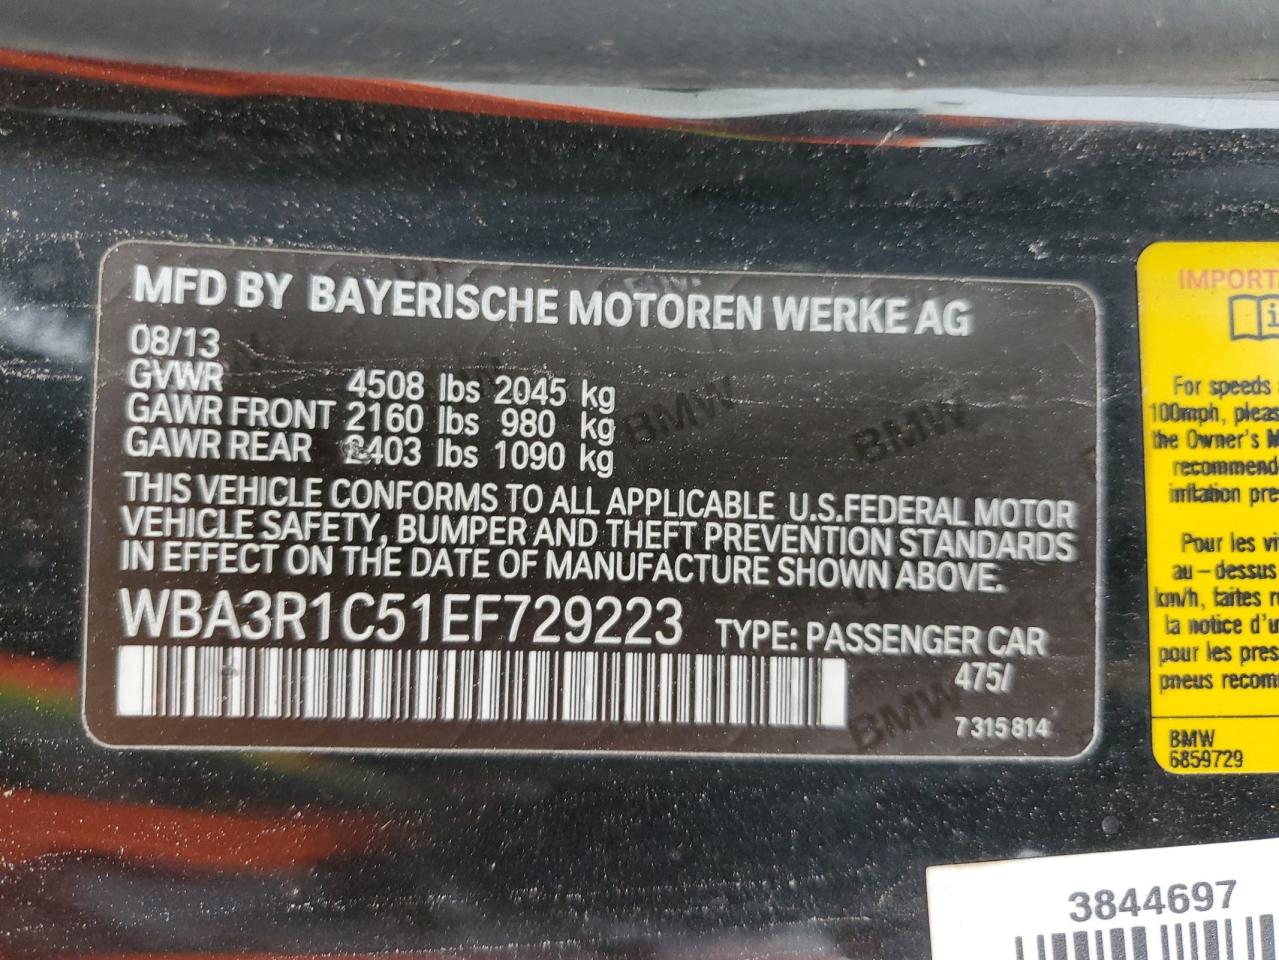 MFD BY BAYERISCHE MOTOREN WERKE AG
08/13
GVWR 4508 lbs 2045 kg
GAWR FRONT 2160 lbs 980 kg
GAWR REAR 2403 lbs 1090 kg
THIS VEHICLE CONFORMS TO ALL APPLICABLE U.S.FEDERAL MOTOR
VEHICLE SAFETY, BUMPER AND THEFT PREVENTION STANDARDS
IN EFFECT ON THE DATE OF MANUFACTURE SHOWN ABOVE.
WBA3R1C51EF729223 TYPE: PASSENGER CAR
475/
7 315 814
BMW
BMW
BMW
IMPORT
i
For speeds
100mph, pleas
the Owner's M
recommend
inflation pre
Pour les vi
au-dessus
km/h, faites r
la notice d'u
pour les pres
pneus recom
BMW
6859729
3844697